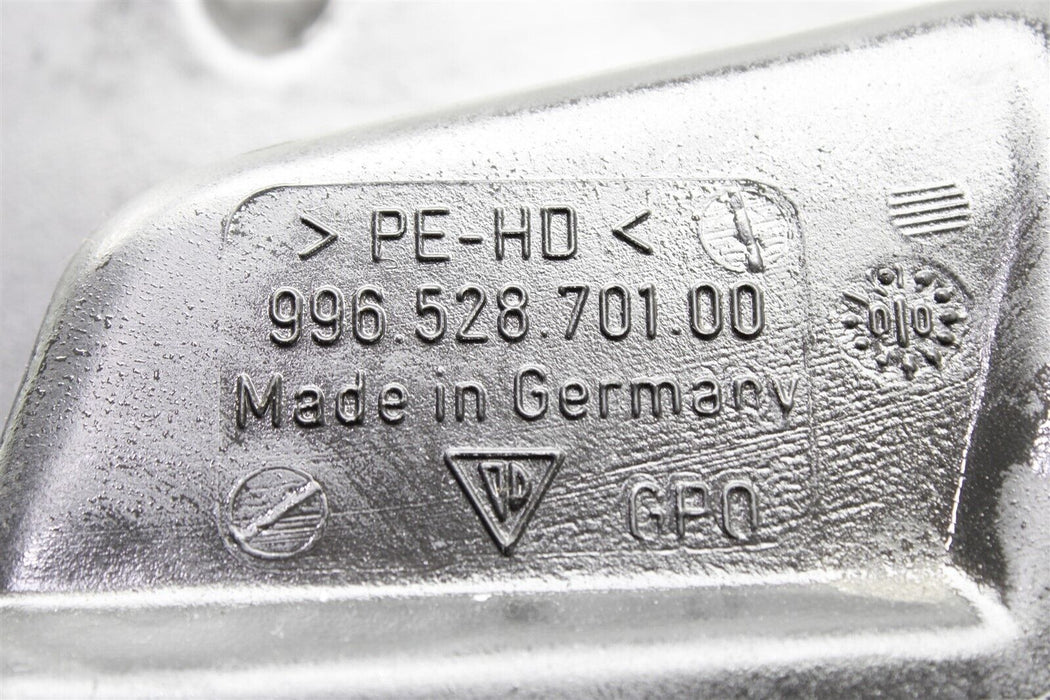 > PE-HD <
996.528.701.00
Made in Germany
GPO